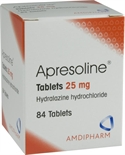 Apresoline®
Tablets 25 mg
Hydralazine hydrochloride
84 Tablets
AMDIPHARM